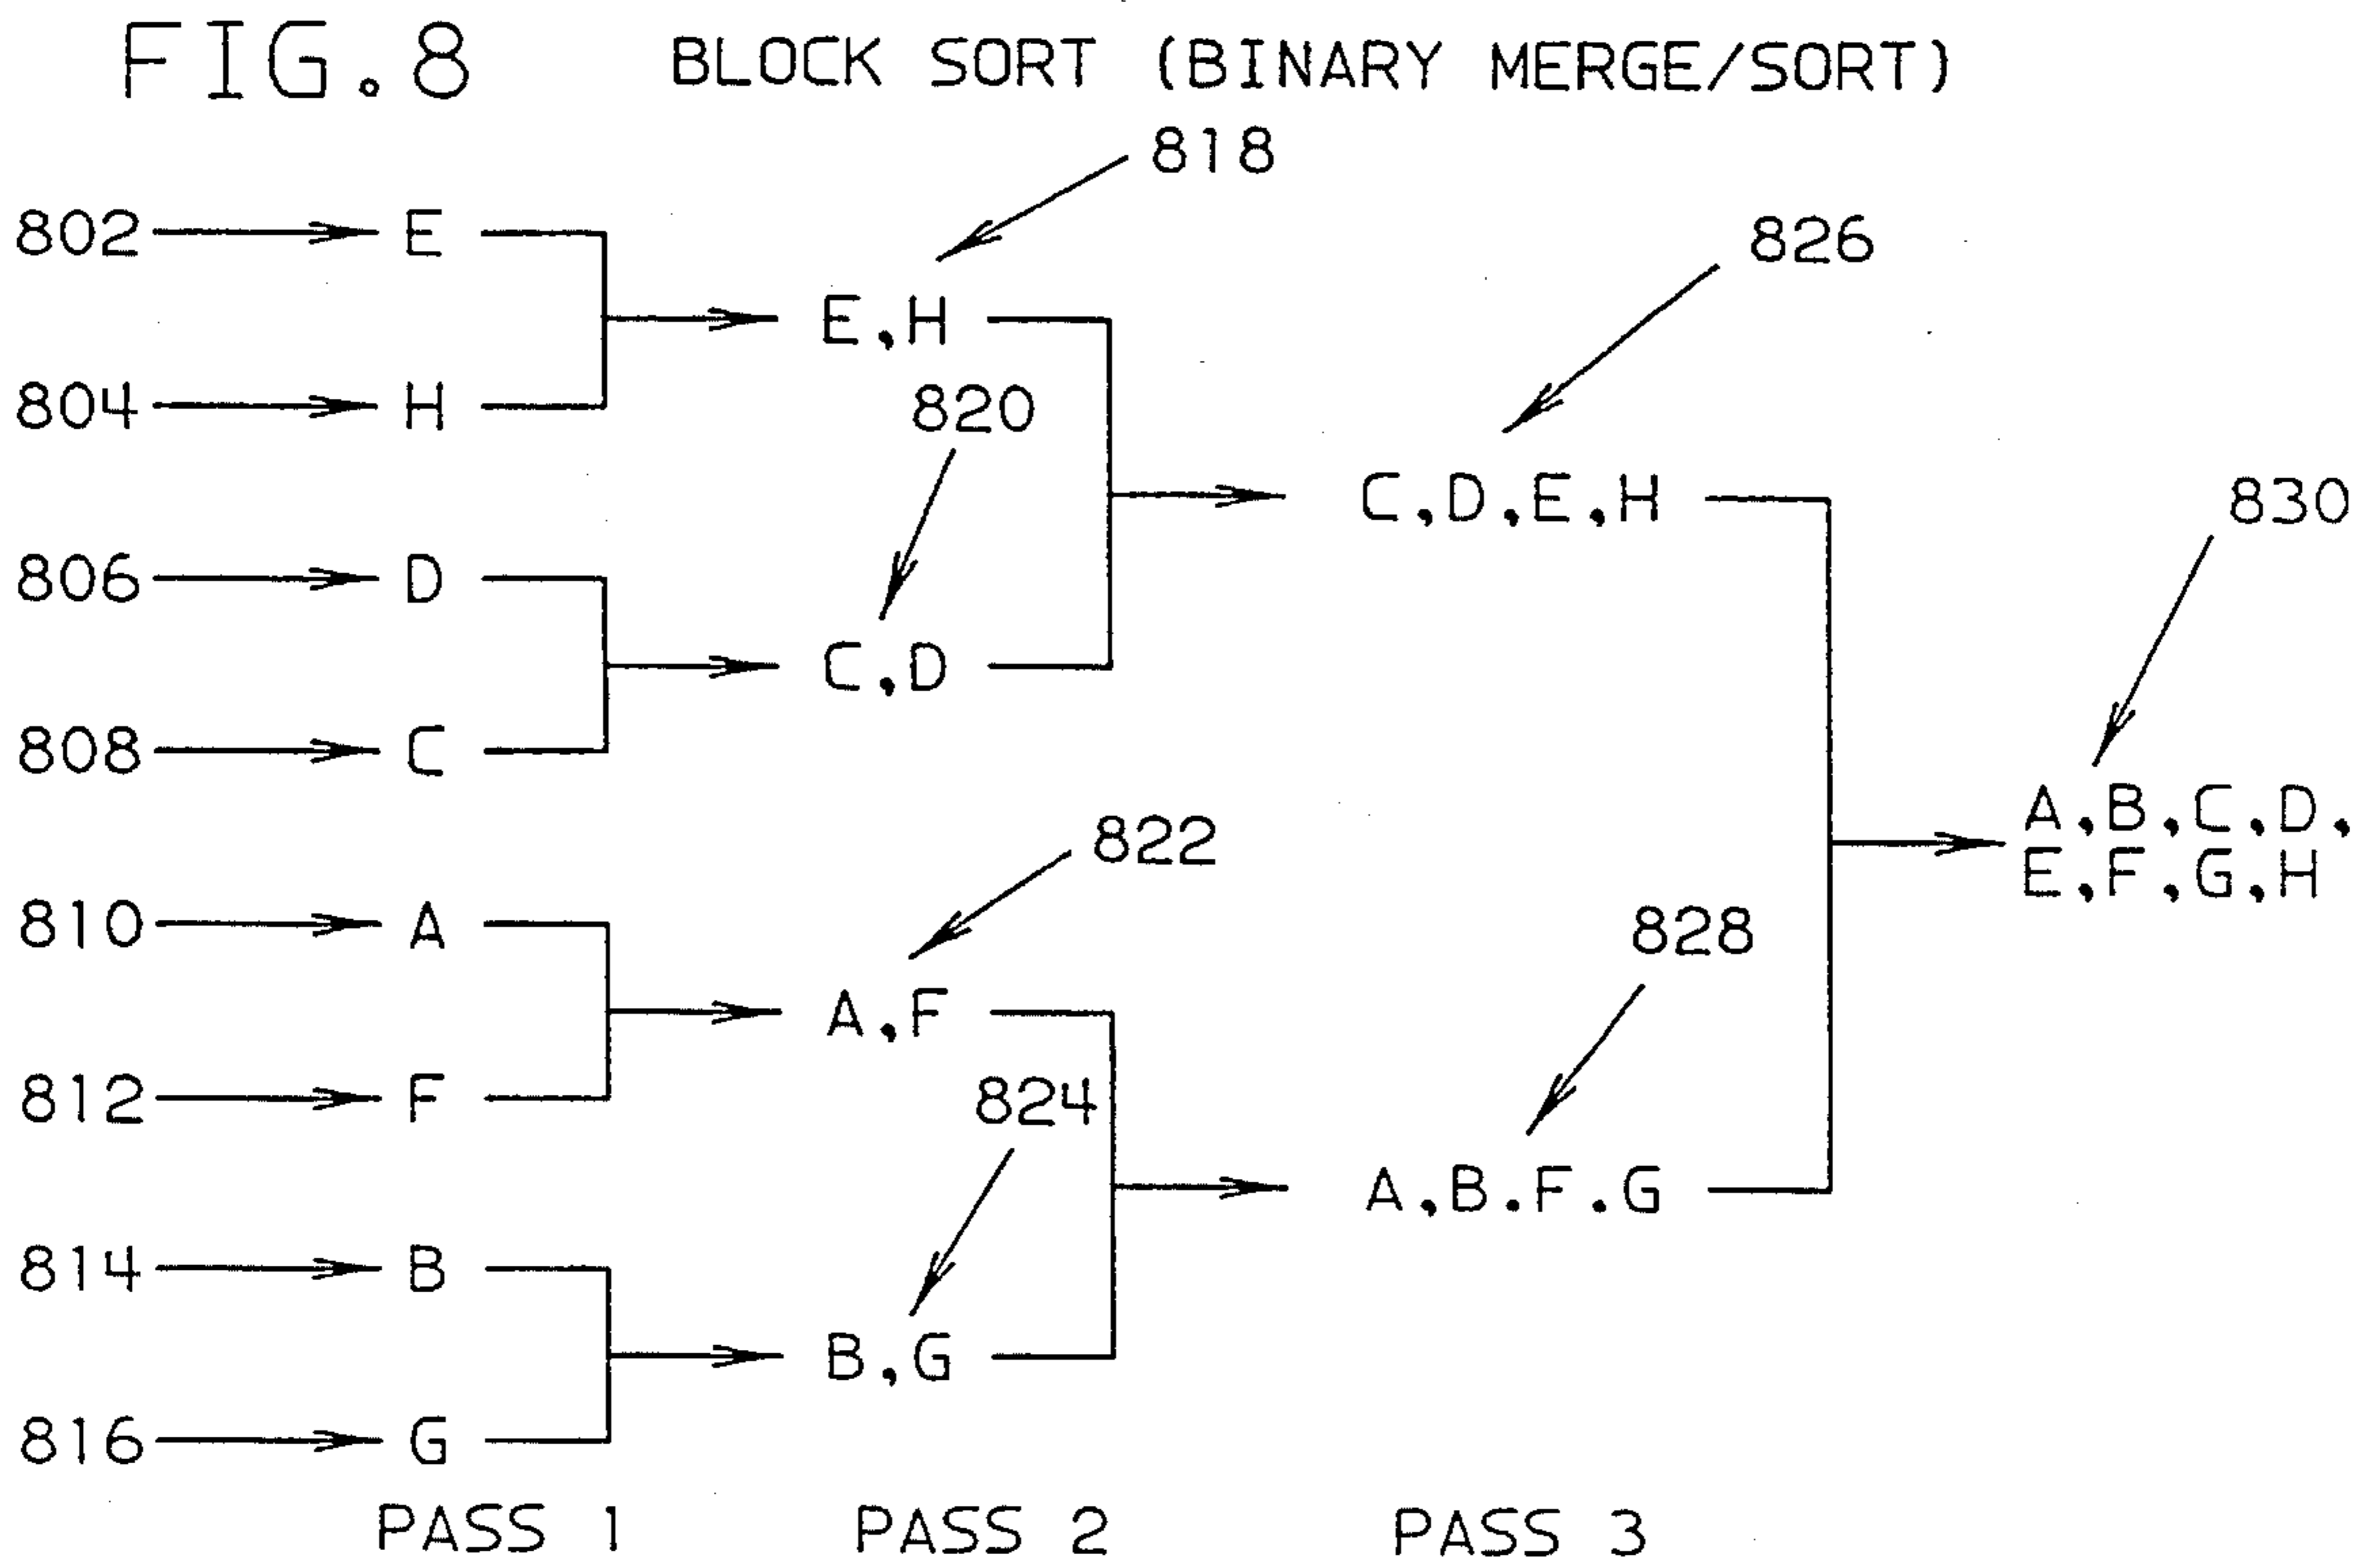 FIG.8 BLOCK SORT (BINARY MERGE/SORT)
818
802 E
826
E,H
804 H
820
C,D,E,H
830
806 D
C,D
808 C
A,B,C,D,
E,F,G,H
822
810 A
828
A,F
812 F
824
A,B.F.G
814 B
B,G
816 G
PASS 1 PASS 2 PASS 3